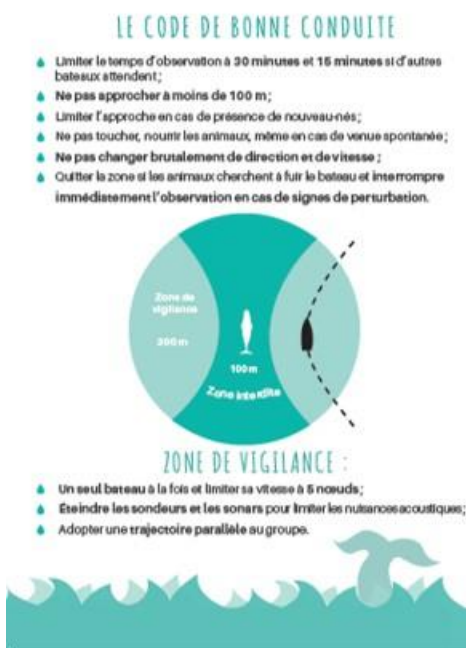 LE CODE DE BONNE CONDUITE
Limiter le temps d'observation à 30 minutes et 15 minutes si d'autres
bateaux attendent ;
Ne pas approcher à moins de 100 m ;
Limiter l'approche en cas de présence de nouveau-nés ;
Ne pas toucher, nourrir les animaux, même en cas de venue spontanée ;
Ne pas changer brutalement de direction et de vitesse ;
Quitter la zone si les animaux cherchent à fuir le bateau et interrompre
immédiatement l'observation en cas de signes de perturbation.
Zone de
vigilance
300 m
100 m
Zone interdite
ZONE DE VIGILANCE :
Un seul bateau à la fois et limiter sa vitesse à 5 nœuds ;
Éteindre les sondeurs et les sonars pour limiter les nuisances acoustiques;
Adopter une trajectoire parallèle au groupe.